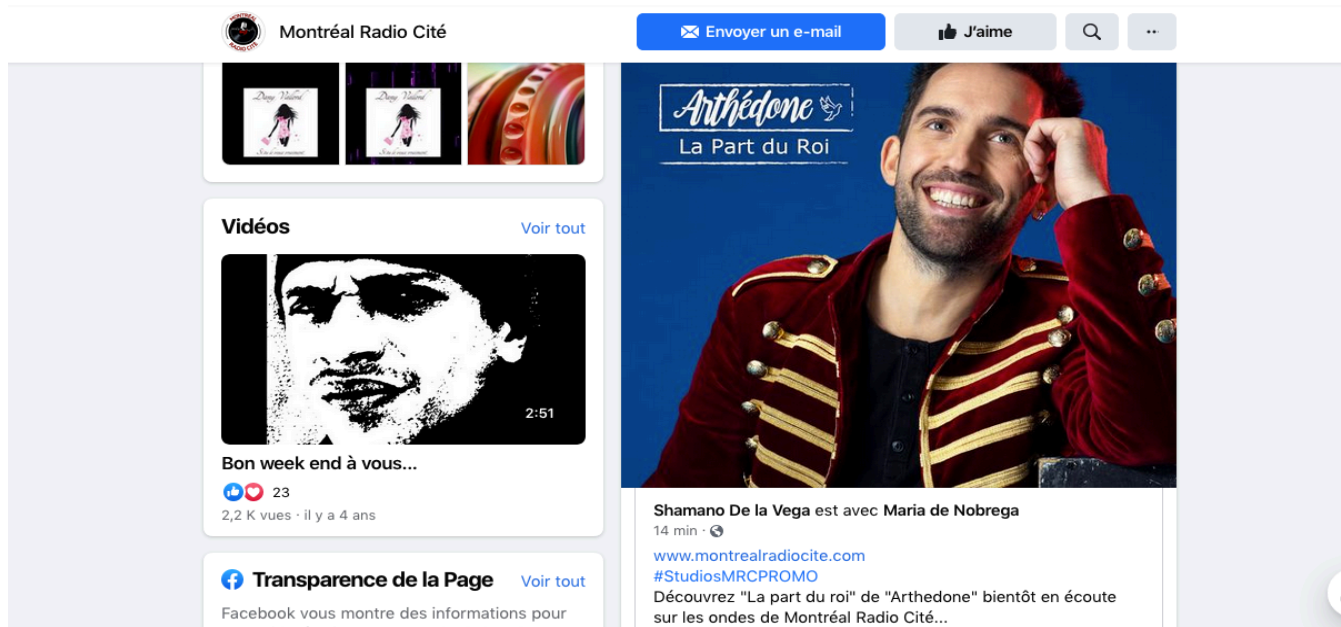 MONTRÉAL
RADIO CITÉ
Montréal Radio Cité
Envoyer un e-mail
J'aime
Vidéos
Voir tout
2:51
Bon week end à vous...
23
2,2 K vues · il y a 4 ans
Transparence de la Page
Voir tout
Facebook vous montre des informations pour
Arthédone
La Part du Roi
Shamano De la Vega est avec Maria de Nobrega
14 min ·
www.montrealradiocite.com
#StudiosMRCPROMO
Découvrez "La part du roi" de "Arthedone" bientôt en écoute
sur les ondes de Montréal Radio Cité...